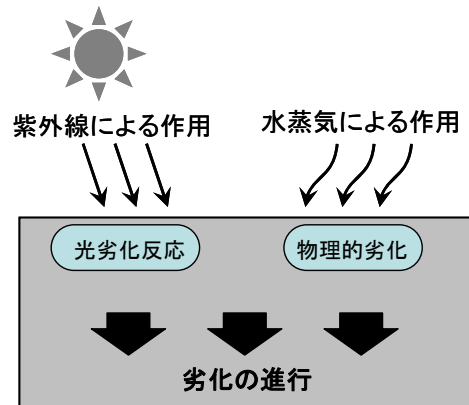 紫外線による作用
水蒸気による作用
光劣化反応
物理的劣化
劣化の進行